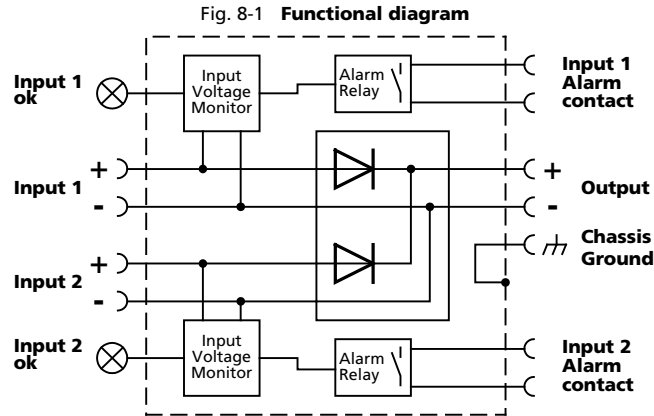 Fig. 8-1 Functional diagram
Input 1
ok
Input
Voltage
Monitor
Alarm
Relay
Input 1
Alarm
contact
+
Input 1
-
+
Output
-
Chassis
Ground
+
Input 2
-
Input 2
ok
Input
Voltage
Monitor
Alarm
Relay
Input 2
Alarm
contact